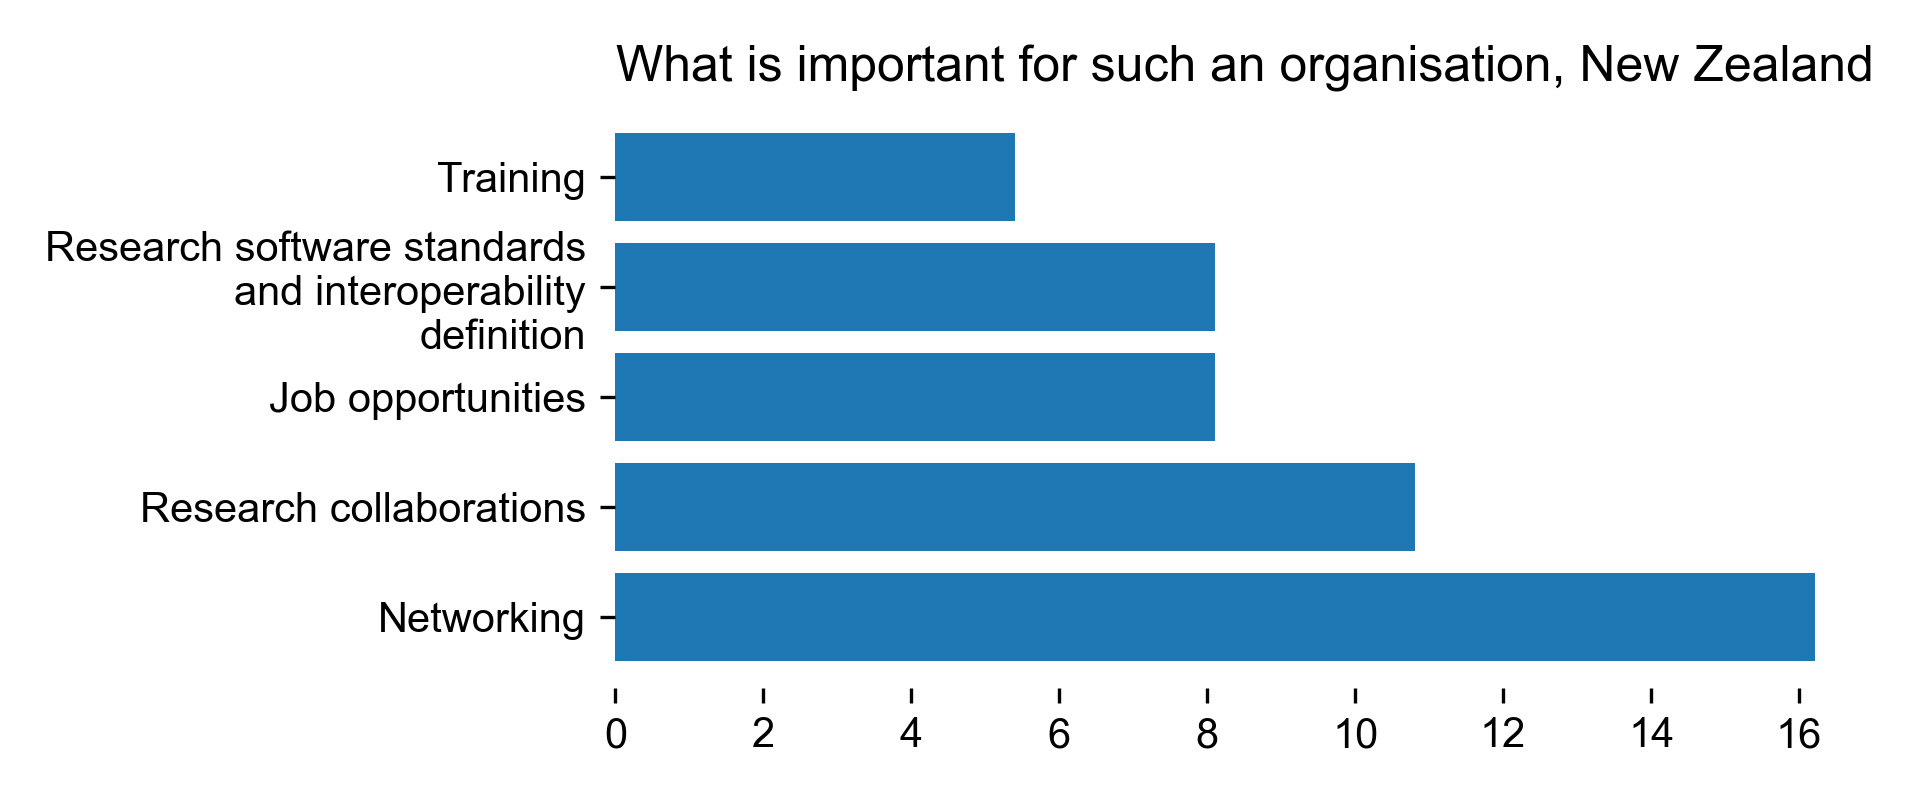 What is important for such an organisation, New Zealand
Training
Research software standards
and interoperability
definition
Job opportunities
Research collaborations
Networking
0 2 4 6 8 10 12 14 16